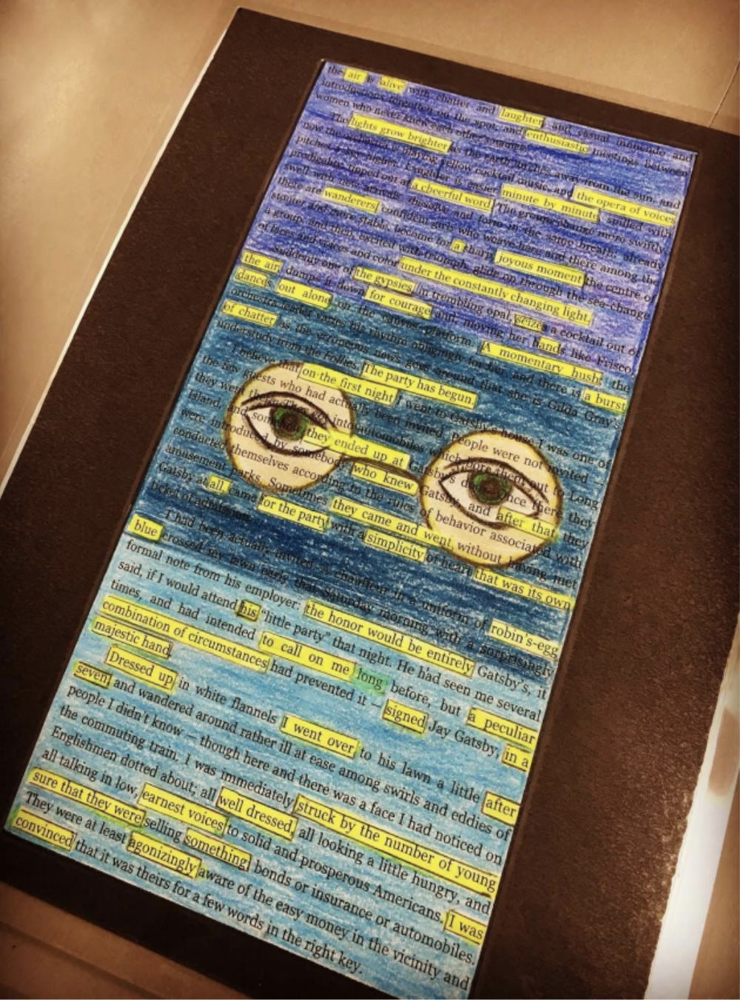 the air is alive with chatter and laughter and casual innuendo and
introductions forgotten on the spot, and enthusiastic meetings between
women who never knew each other's names.
The lights grow brighter as the earth lurches away from the sun, and
now the orchestra is playing yellow cocktail music, and the opera of voices
pitches a key higher. Laughter is easier minute by minute, spilled with
prodigality, tipped out at a cheerful word. The groups change more swiftly
swell with new arrivals, dissolve and form in the same breath; already
there are wanderers, confident girls who weave here and there among the
stouter and more stable, become for a sharp, joyous moment the centre of
a group, and then, excited with triumph, glide on through the sea-change
of faces and voices and color under the constantly changing light.
Suddenly one of the gypsies, in trembling opal, seizes a cocktail out of
the air, dumps it down for courage and, moving her hands like Frisco,
dances out alone on the canvas platform. A momentary hush; the
orchestra leader varies his rhythm obligingly for her, and there is a burst
of chatter as the erroneous news goes around that she is Gilda Gray's
understudy from the Follies. The party has begun.
I believe that on the first night I went to Gatsby's house I was one of
the few guests who had actually been invited. People were not invited —
they went there. They got into automobiles which bore them out to Long
Island, and somehow they ended up at Gatsby's door. Once there they
were introduced by somebody who knew Gatsby, and after that they
conducted themselves according to the rules of behavior associated with
amusement parks. Sometimes they came and went without having met
Gatsby at all, came for the party with a simplicity of heart that was its own
ticket of admission.
I had been actually invited. A chauffeur in a uniform of robin's-egg
blue crossed my lawn early that Saturday morning with a surprisingly
formal note from his employer: the honor would be entirely Gatsby's, it
said, if I would attend his "little party" that night. He had seen me several
times, and had intended to call on me long before, but a peculiar
combination of circumstances had prevented it — signed Jay Gatsby, in a
majestic hand.
Dressed up in white flannels I went over to his lawn a little after
seven, and wandered around rather ill at ease among swirls and eddies of
people I didn't know — though here and there was a face I had noticed on
the commuting train. I was immediately struck by the number of young
Englishmen dotted about; all well dressed, all looking a little hungry, and
all talking in low, earnest voices to solid and prosperous Americans. I was
sure that they were selling something: bonds or insurance or automobiles.
They were at least agonizingly aware of the easy money in the vicinity and
convinced that it was theirs for a few words in the right key.